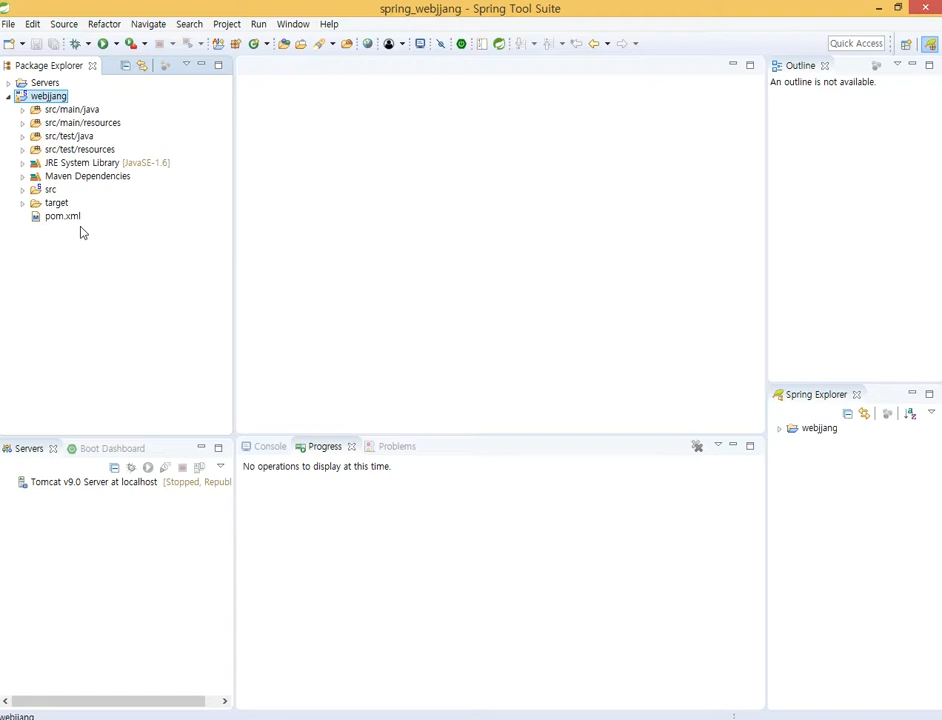 spring_webjjang - Spring Tool Suite
File Edit Source Refactor Navigate Search Project Run Window Help
Quick Access
Package Explorer
Servers
webjjang
src/main/java
src/main/resources
src/test/java
src/test/resources
JRE System Library [JavaSE-1.6]
Maven Dependencies
src
target
pom.xml
Outline
An outline is not available.
Spring Explorer
webjjang
Servers Boot Dashboard
Tomcat v9.0 Server at localhost [Stopped, Republ
Console Progress Problems
No operations to display at this time.
webjjang